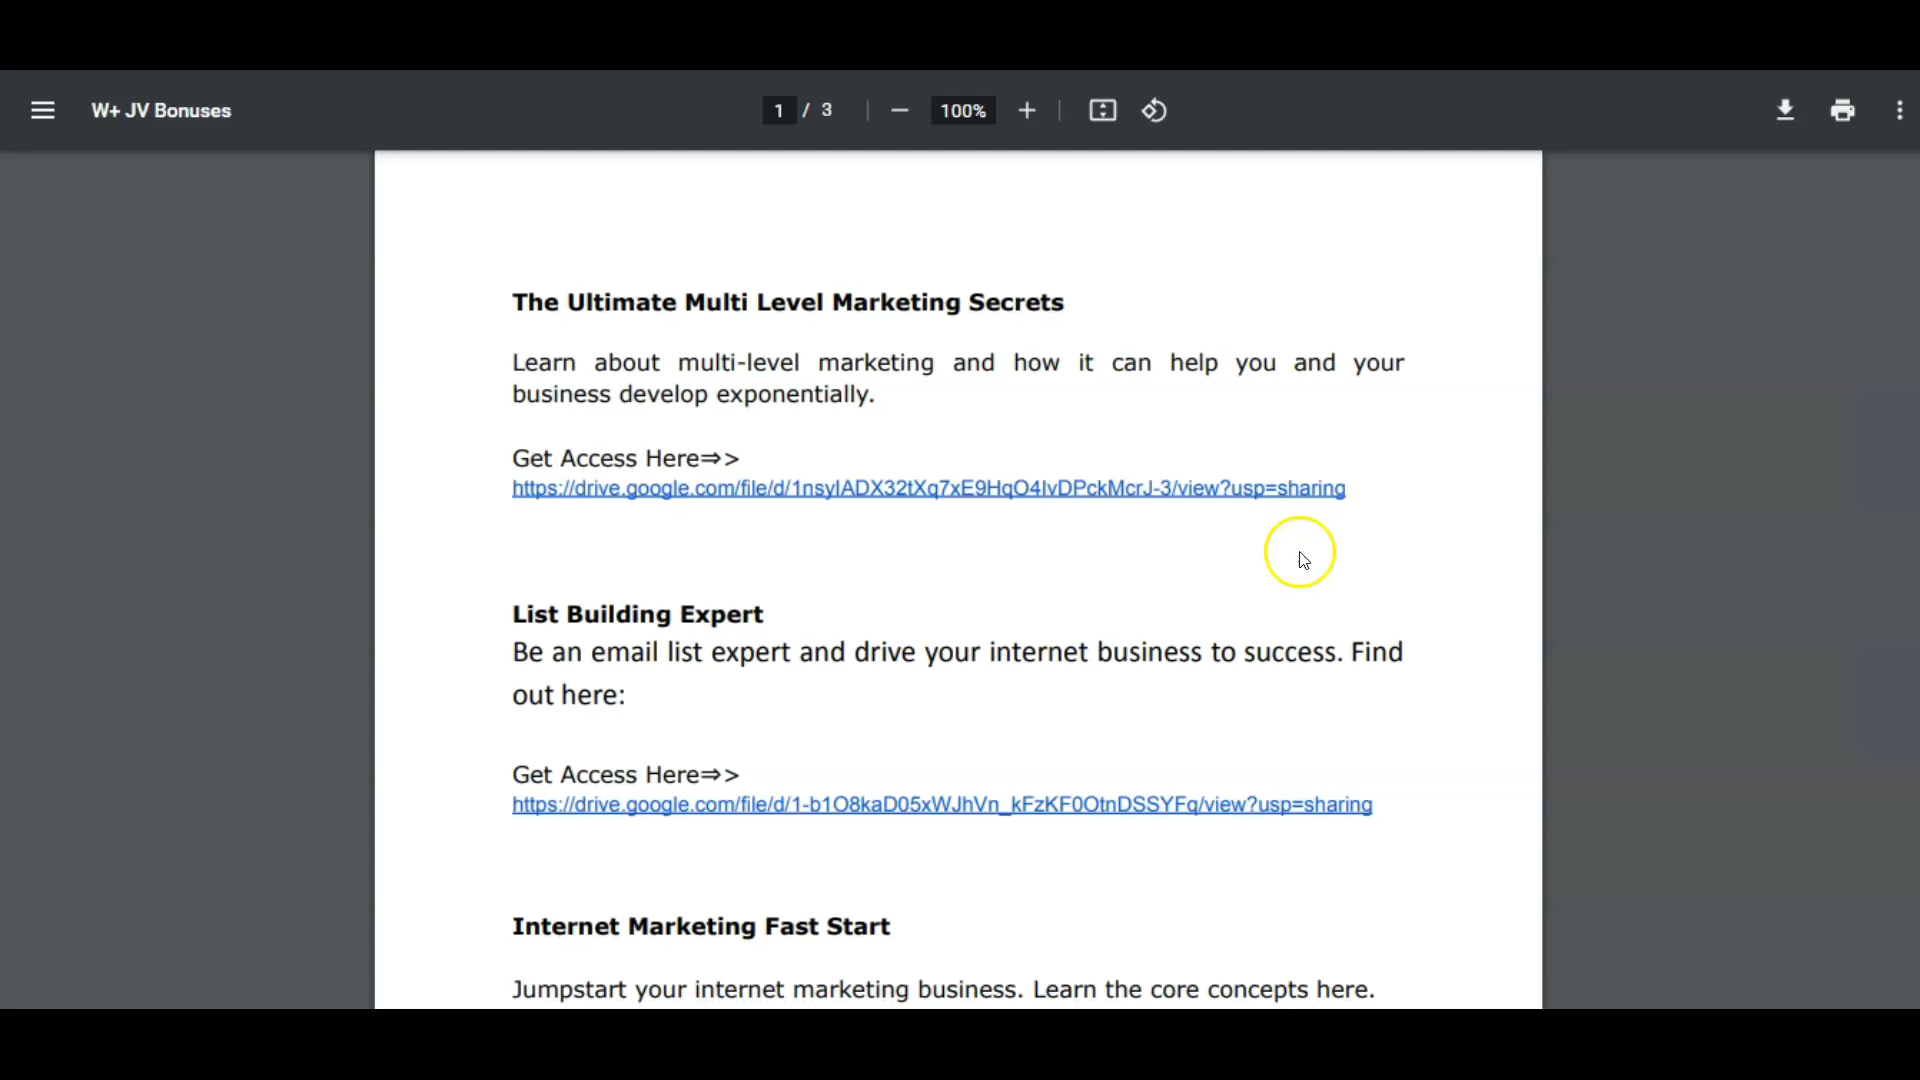 W+ JV Bonuses
1 / 3
100%
The Ultimate Multi Level Marketing Secrets
Learn about multi-level marketing and how it can help you and your
business develop exponentially.
Get Access Here⇒>
https://drive.google.com/file/d/1nsyIADX32tXq7xE9HqO4IvDPckMcrJ-3/view?usp=sharing
List Building Expert
Be an email list expert and drive your internet business to success. Find
out here:
Get Access Here⇒>
https://drive.google.com/file/d/1-b1O8kaD05xWJhVn_kFzKF0OtnDSSYFq/view?usp=sharing
Internet Marketing Fast Start
Jumpstart your internet marketing business. Learn the core concepts here.